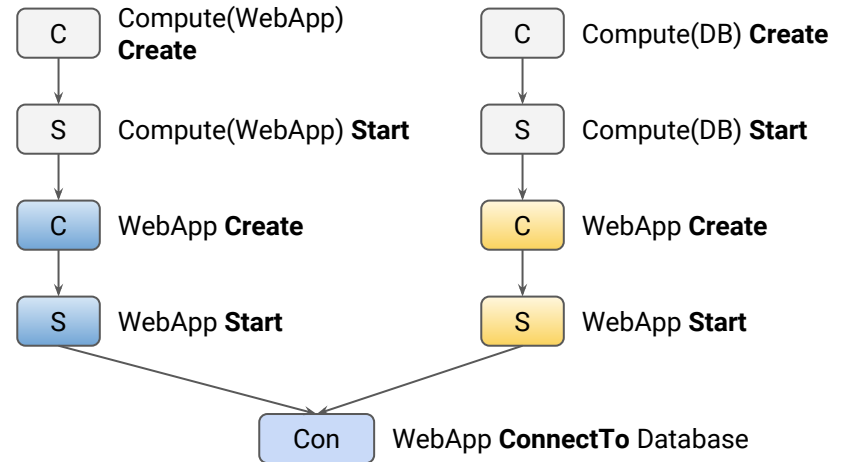 C Compute(WebApp)
Create
C Compute(DB) Create
S Compute(WebApp) Start
S Compute(DB) Start
C WebApp Create
C WebApp Create
S WebApp Start
S WebApp Start
Con WebApp ConnectTo Database